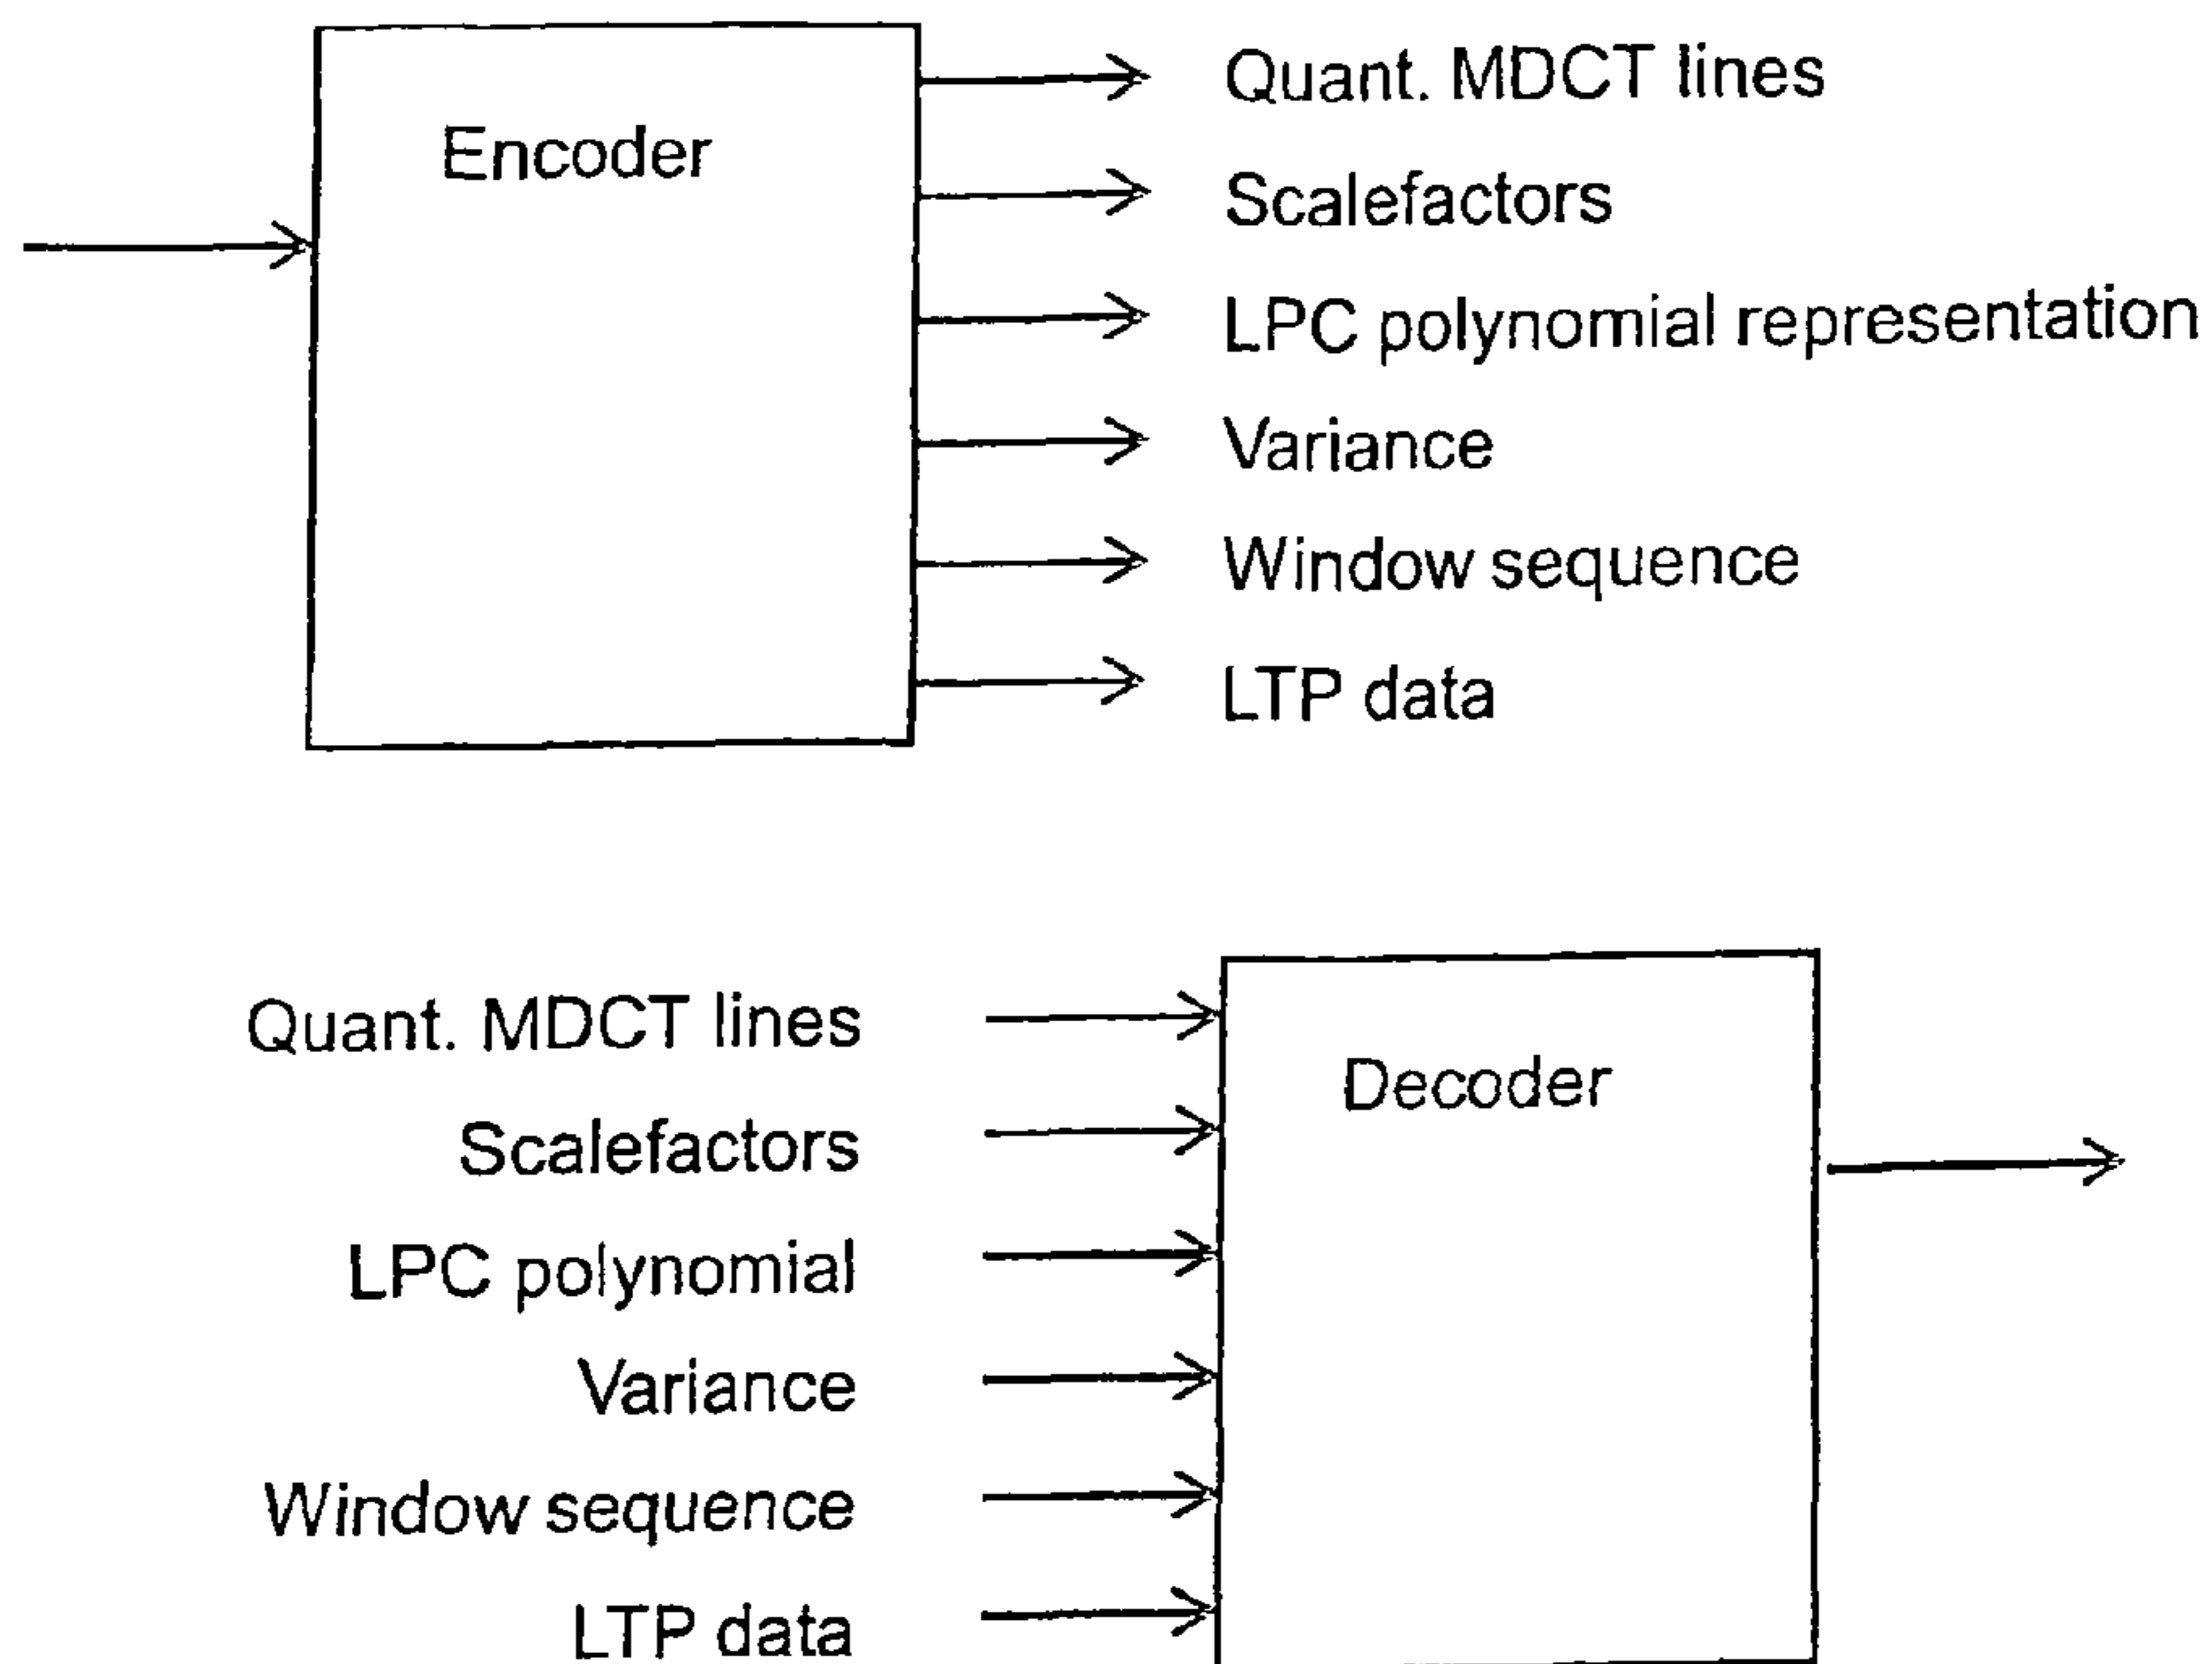 Encoder
Quant. MDCT lines
Scalefactors
LPC polynomial representation
Variance
Window sequence
LTP data
Quant. MDCT lines
Scalefactors
LPC polynomial
Variance
Window sequence
LTP data
Decoder